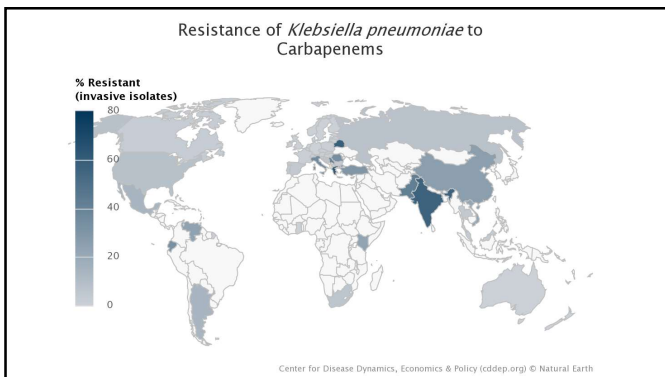 Resistance of Klebsiella pneumoniae to
Carbapenems
% Resistant
(invasive isolates)
80
60
40
20
0
Center for Disease Dynamics, Economics & Policy (cddep.org) © Natural Earth